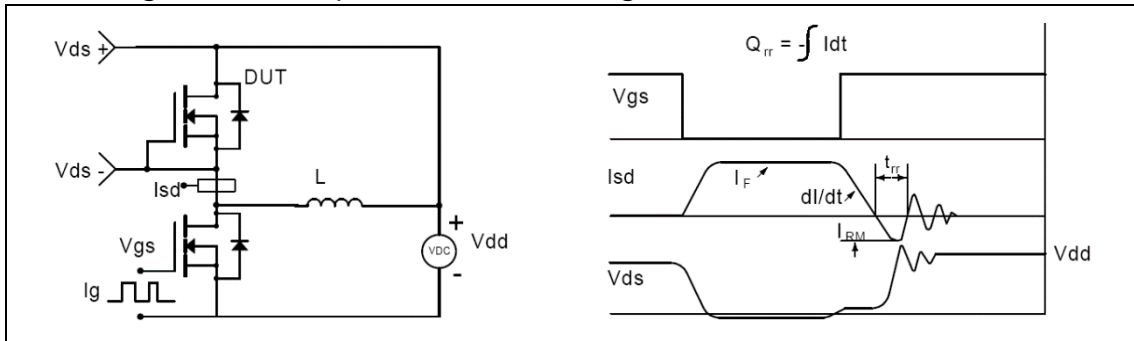 Vds +
DUT
Vds -
Isd
L
Vgs
Ig
+
VDC
-
Vdd
Q rr = - ∫ Idt
Vgs
Isd
I F
dI/dt
t rr
I RM
Vds
Vdd